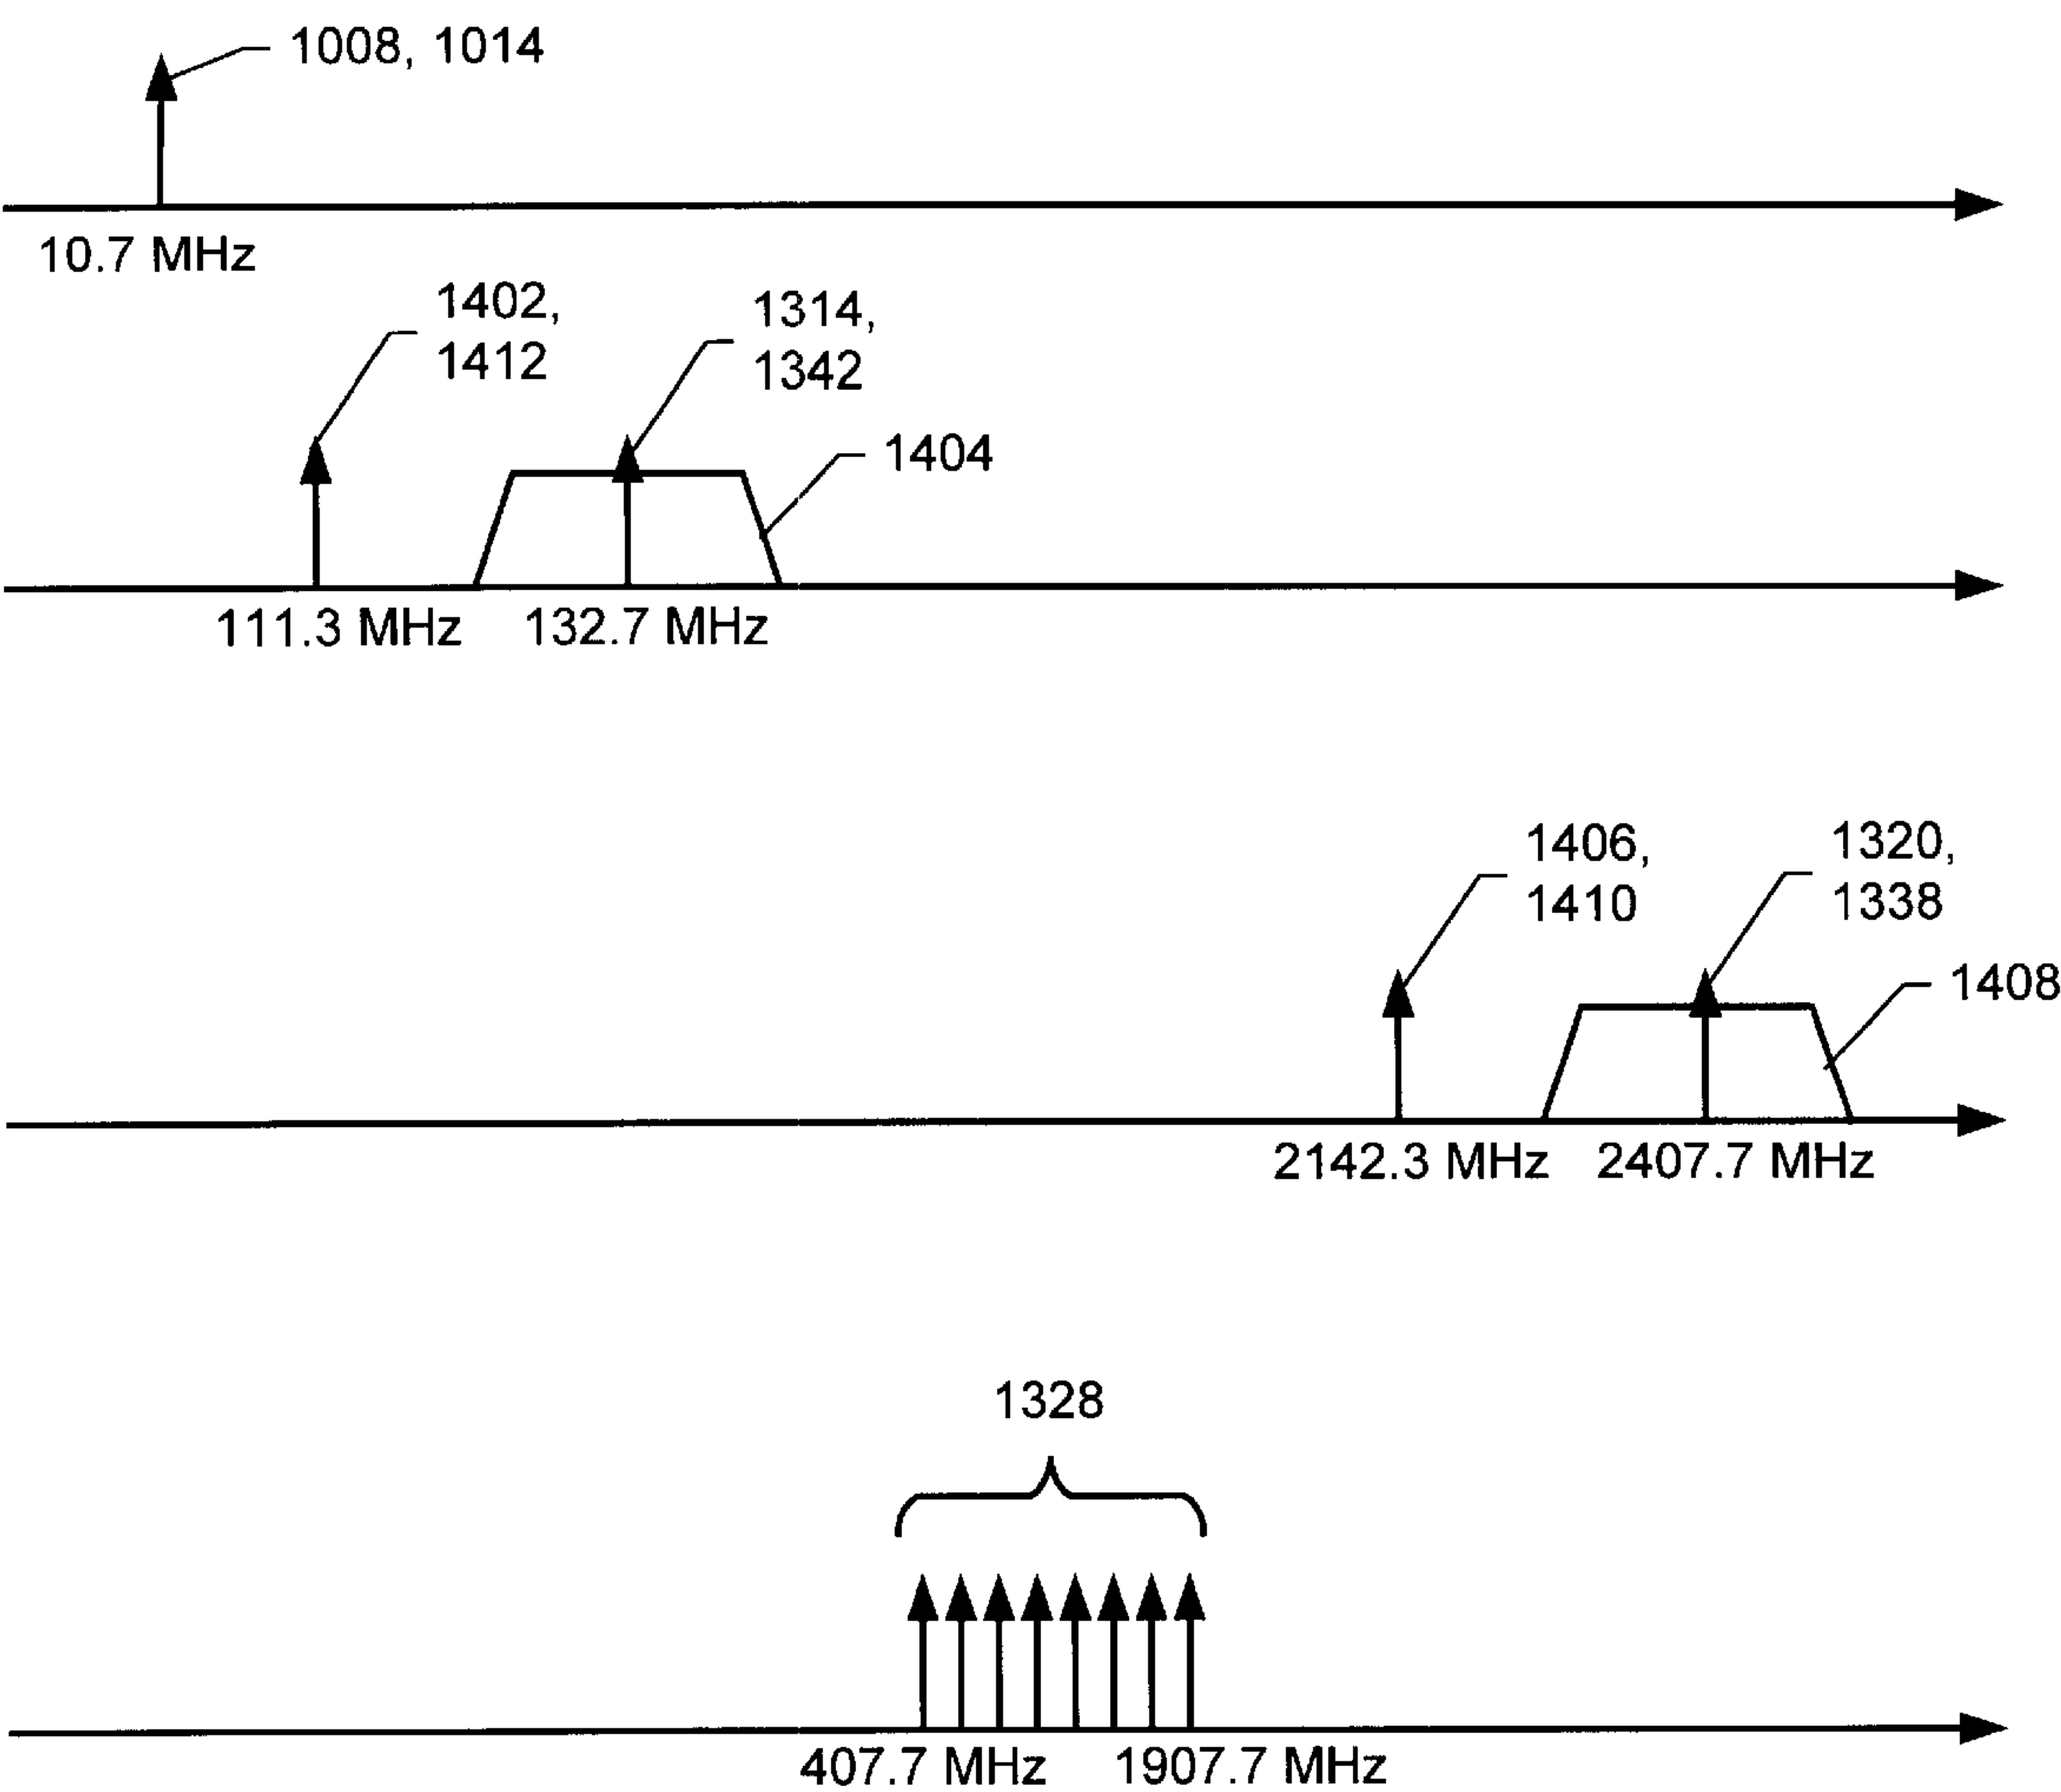 1008, 1014
10.7 MHz
1402,
1412
1314,
1342
1404
111.3 MHz
132.7 MHz
1406,
1410
1320,
1338
1408
2142.3 MHz
2407.7 MHz
1328
407.7 MHz
1907.7 MHz